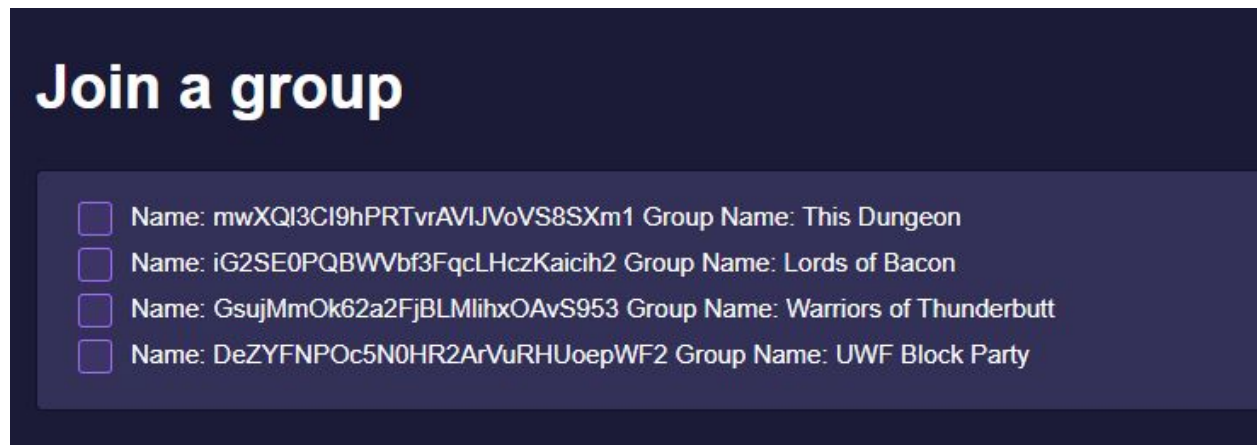 Join a group
Name: mwXQI3CI9hPRTvrAVIJVoVS8SXm1 Group Name: This Dungeon
Name: iG2SE0PQBWVbf3FqcLHczKaicih2 Group Name: Lords of Bacon
Name: GsujMmOk62a2FjBLMlihxOAvS953 Group Name: Warriors of Thunderbutt
Name: DeZYFNPOc5N0HR2ArVuRHUoepWF2 Group Name: UWF Block Party